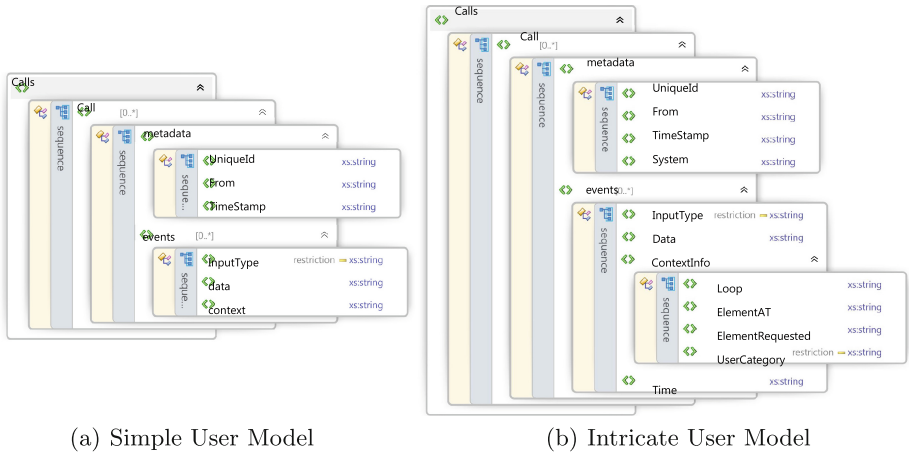 Calls
Call [0..*]
sequence
metadata
sequence
UniqueId xs:string
From xs:string
TimeStamp xs:string
seque...
events [0..*]
InputType restriction xs:string
data xs:string
context xs:string
seque...
(a) Simple User Model
Calls
Call [0..*]
sequence
metadata
sequence
UniqueId xs:string
From xs:string
TimeStamp xs:string
System xs:string
sequence
events 0..*]
InputType restriction xs:string
Data xs:string
ContextInfo
sequence
Loop xs:string
ElementAT xs:string
ElementRequested xs:string
UserCategory restriction xs:string
sequence
Time xs:string
(b) Intricate User Model